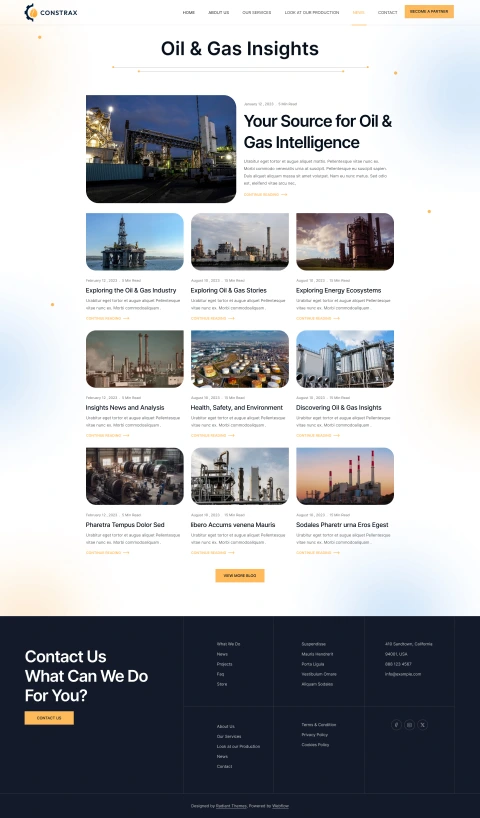 CONSTRAX
HOME ABOUT US OUR SERVICES LOOK AT OUR PRODUCTION NEWS CONTACT BECOME A PARTNER
Oil & Gas Insights
January 12, 2023 5 Min Read
Your Source for Oil &
Gas Intelligence
Urabitur eget tortor et augue aliquet mattis. Pellentesque vitae nunc ex.
Morbi commodo venenatis urna at suscipit. Pellentesque eu suscipit sapien.
Duis aliquet aliquam massa sit amet volutpat. Nam eu nunc metus. Sed odio
est, eleifend vitae arcu nec,
CONTINUE READING
February 12, 2023 5 Min Read
Exploring the Oil & Gas Industry
Urabitur eget tortor et augue aliquet Pellentesque
vitae nunc ex. Morbi commodoaliquam .
CONTINUE READING
August 16, 2023 15 Min Read
Exploring Oil & Gas Stories
Urabitur eget tortor et augue aliquet Pellentesque
vitae nunc ex. Morbi commodoaliquam .
CONTINUE READING
August 16, 2023 15 Min Read
Exploring Energy Ecosystems
Urabitur eget tortor et augue aliquet Pellentesque
vitae nunc ex. Morbi commodoaliquam .
CONTINUE READING
February 12, 2023 5 Min Read
Insights News and Analysis
Urabitur eget tortor et augue aliquet Pellentesque
vitae nunc ex. Morbi commodoaliquam .
CONTINUE READING
August 16, 2023 15 Min Read
Health, Safety, and Environment
Urabitur eget tortor et augue aliquet Pellentesque
vitae nunc ex. Morbi commodoaliquam .
CONTINUE READING
August 16, 2023 15 Min Read
Discovering Oil & Gas Insights
Urabitur eget tortor et augue aliquet Pellentesque
vitae nunc ex. Morbi commodoaliquam .
CONTINUE READING
February 12, 2023 5 Min Read
Pharetra Tempus Dolor Sed
Urabitur eget tortor et augue aliquet Pellentesque
vitae nunc ex. Morbi commodoaliquam .
CONTINUE READING
August 16, 2023 15 Min Read
libero Accums venena Mauris
Urabitur eget tortor et augue aliquet Pellentesque
vitae nunc ex. Morbi commodoaliquam .
CONTINUE READING
August 16, 2023 15 Min Read
Sodales Pharetr urna Eros Egest
Urabitur eget tortor et augue aliquet Pellentesque
vitae nunc ex. Morbi commodoaliquam .
CONTINUE READING
VIEW MORE BLOG
Contact Us
What Can We Do
For You?
CONTACT US
What We Do
News
Projects
Faq
Store
Suspendisse
Mauris Hendrerit
Porta Ligula
Vestibulum Ornare
Aliquam Sodales
410 Sandtown, California
94001, USA
888 123 4567
info@example.com
About Us
Our Services
Look at our Production
News
Contact
Terms & Condition
Privacy Policy
Cookies Policy
Designed by Radiant Themes, Powered by Webflow